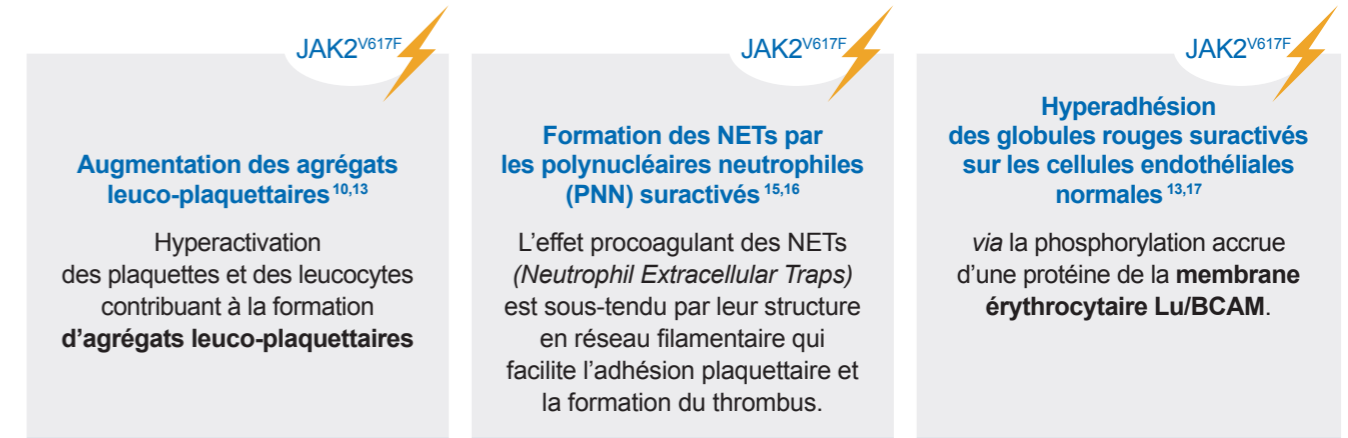 JAK2V617F
Augmentation des agrégats
leuco-plaquettaires 10,13
Hyperactivation
des plaquettes et des leucocytes
contribuant à la formation
d’agrégats leuco-plaquettaires
JAK2V617F
Formation des NETs par
les polynucléaires neutrophiles
(PNN) suractivés 15,16
L’effet procoagulant des NETs
(Neutrophil Extracellular Traps)
est sous-tendu par leur structure
en réseau filamentaire qui
facilite l’adhésion plaquettaire et
la formation du thrombus.
JAK2V617F
Hyperadhésion
des globules rouges suractivés
sur les cellules endothéliales
normales 13,17
via la phosphorylation accrue
d’une protéine de la membrane
érythrocytaire Lu/BCAM.